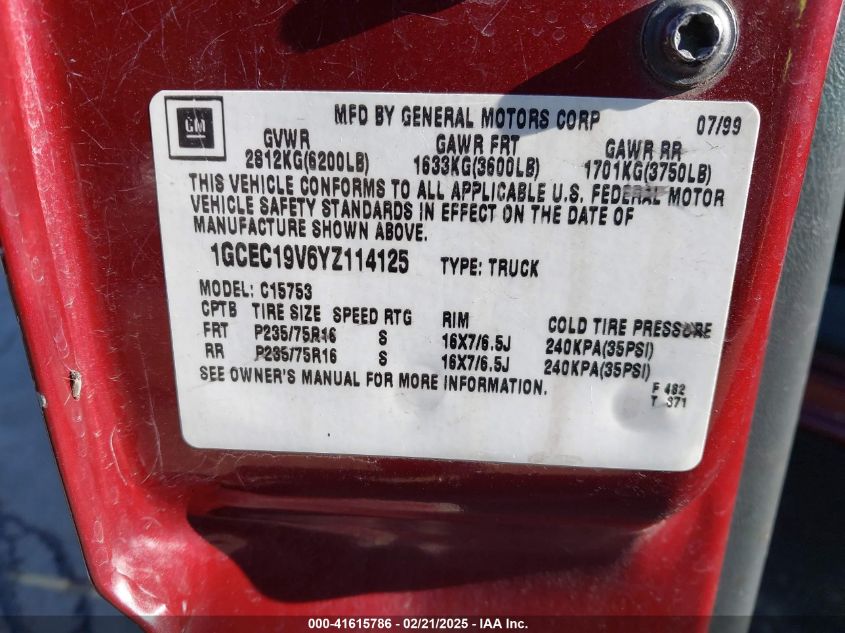 GM
MFD BY GENERAL MOTORS CORP 07/99
GVWR GAWR FRT GAWR RR
2812KG(6200LB) 1633KG(3600LB) 1701KG(3750LB)
THIS VEHICLE CONFORMS TO ALL APPLICABLE U.S. FEDERAL MOTOR
VEHICLE SAFETY STANDARDS IN EFFECT ON THE DATE OF
MANUFACTURE SHOWN ABOVE.
1GCEC19V6YZ114125 TYPE: TRUCK
MODEL: C15753
CPTB TIRE SIZE SPEED RTG RIM COLD TIRE PRESSURE
FRT P235/75R16 S 16X7/6.5J 240KPA(35PSI)
RR P235/75R16 S 16X7/6.5J 240KPA(35PSI)
SEE OWNER'S MANUAL FOR MORE INFORMATION.
F 482
T 371
000-41615786 - 02/21/2025 - IAA Inc.